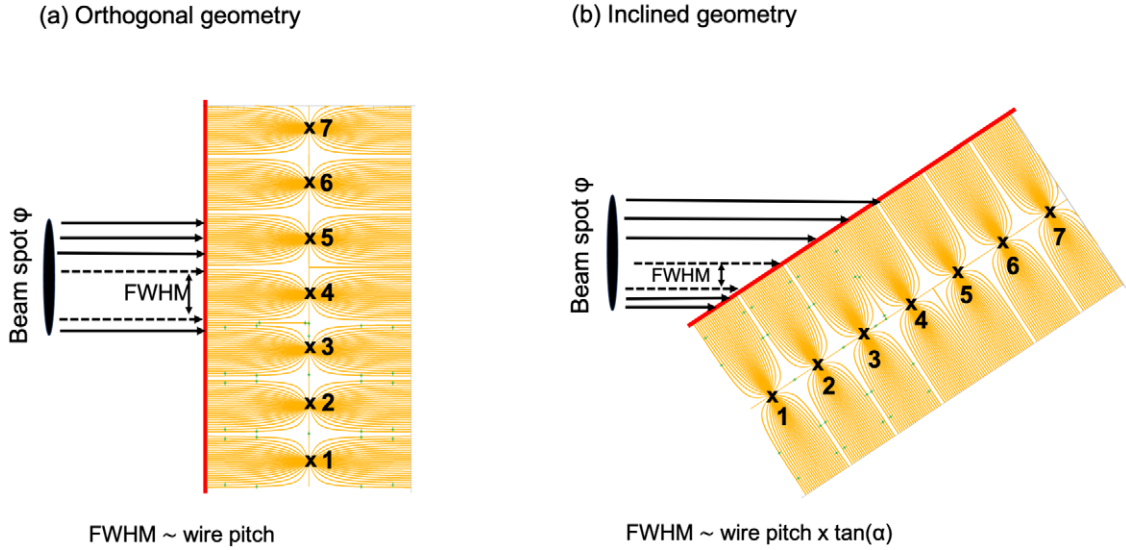 (a) Orthogonal geometry
(b) Inclined geometry
Beam spot φ
FWHM
x 7
x 6
x 5
x 4
x 3
x 2
x 1
FWHM ~ wire pitch
Beam spot φ
FWHM
x 1
x 2
x 3
x 4
x 5
x 6
x 7
FWHM ~ wire pitch x tan(α)